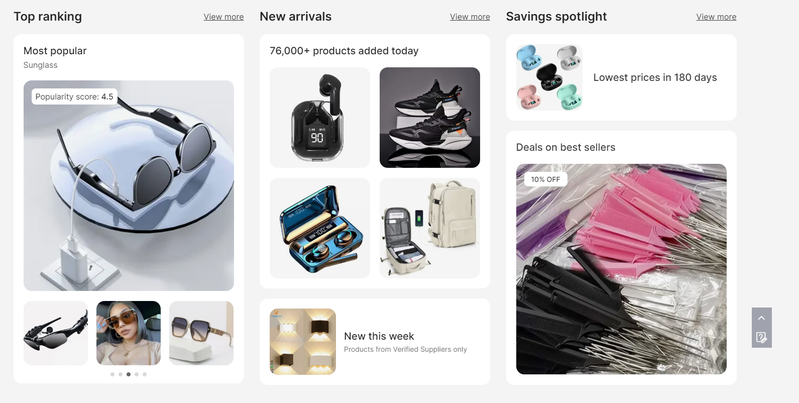 Top ranking
View more
Most popular
Sunglass
Popularity score: 4.5
New arrivals
View more
76,000+ products added today
90
New this week
Products from Verified Suppliers only
Savings spotlight
View more
Lowest prices in 180 days
Deals on best sellers
10% OFF